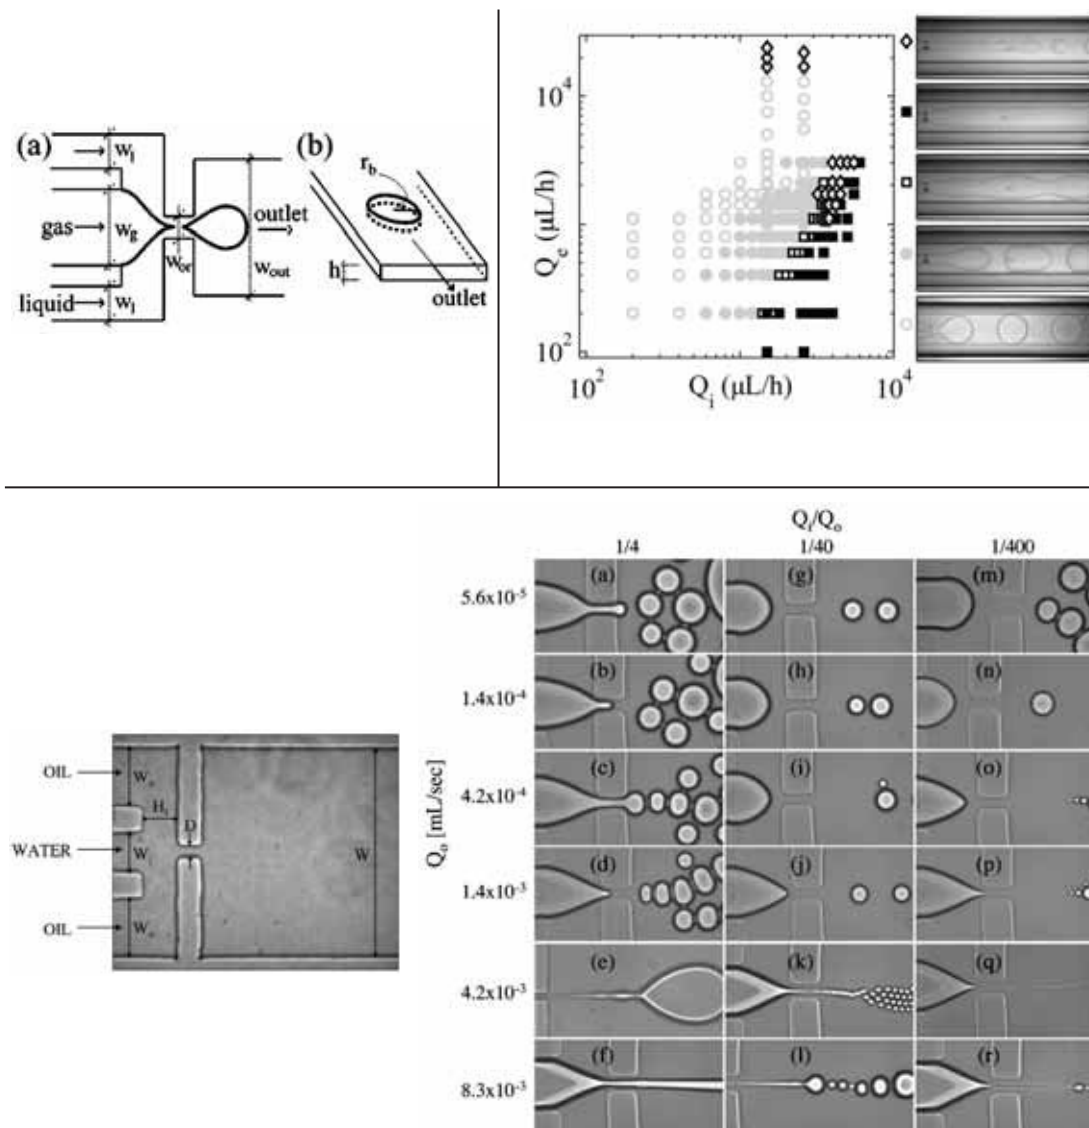 (a)
(b)
w_l
r_b
gas
w_g
outlet
w_or
w_out
h
liquid
w_l
outlet
Q_e (μL/h)
10^4
10^2
10^2
Q_i (μL/h)
10^4
Q_i/Q_o
1/4
1/40
1/400
Q_o [mL/sec]
5.6x10^-5
(a)
(g)
(m)
1.4x10^-4
(b)
(h)
(n)
4.2x10^-4
(c)
(i)
(o)
1.4x10^-3
(d)
(j)
(p)
4.2x10^-3
(e)
(k)
(q)
8.3x10^-3
(f)
(l)
(r)
OIL
W_o
H_f
D
WATER
W_i
W
OIL
W_o